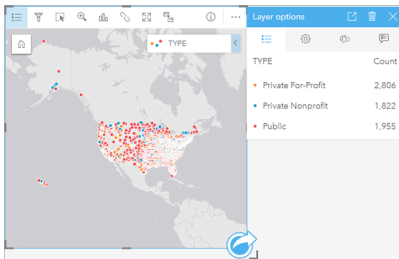 Layer options
TYPE
TYPE Count
Private For-Profit 2,806
Private Nonprofit 1,822
Public 1,955